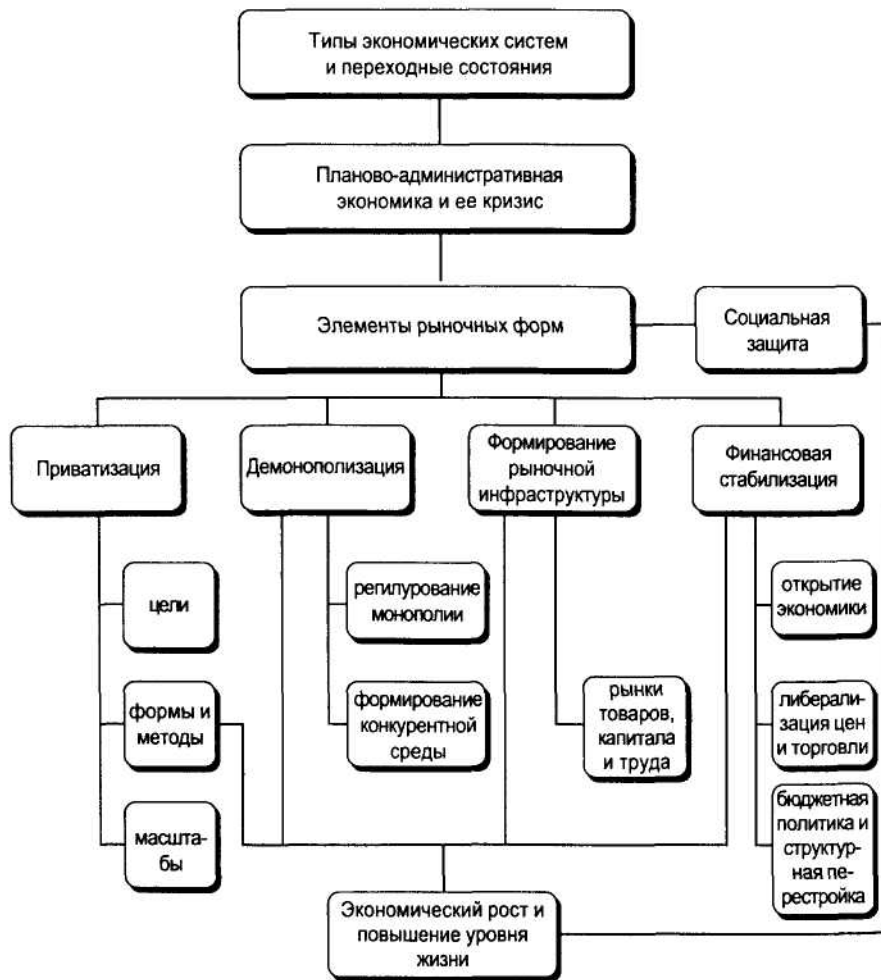 Типы экономических систем
и переходные состояния
Планово-административная
экономика и ее кризис
Элементы рыночных форм
Социальная
защита
Приватизация
Демонополизация
Формирование
рыночной
инфраструктуры
Финансовая
стабилизация
цели
формы и
методы
масшта-
бы
регилурование
монополии
формирование
конкурентной
среды
рынки
товаров,
капитала
и труда
открытие
экономики
либерали-
зация цен
и торговли
бюджетная
политика и
структур-
ная пе-
рестройка
Экономический рост и
повышение уровня
жизни